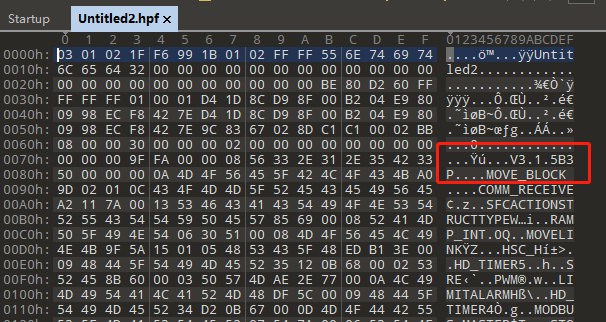 Startup Untitled2.hpf ×
0 1 2 3 4 5 6 7 8 9 A B C D E F 0123456789ABCDEF
0000h: 03 01 02 1F F6 99 1B 01 02 FF FF 55 6E 74 69 74 ....ö™...ÿÿUntit
0010h: 6C 65 64 32 00 00 00 00 00 00 00 00 00 00 00 00 led2............
0020h: 00 00 00 00 00 00 00 00 00 00 BE 80 D2 60 FF ...........¾€Ò`ÿ
0030h: FF FF FF 01 00 01 D4 1D 8C D9 8F 00 B2 04 E9 80 ÿÿÿ...Ô.ŒÙ..².é€
0040h: 09 98 EC F8 42 7E D4 1D 8C D9 8F 00 B2 04 E9 80 .˜ìøB~Ô.ŒÙ..².é€
0050h: 09 98 EC F8 42 7E 9C 83 67 02 8D C1 C1 00 02 BB .˜ìøB~œƒg..ÁÁ..»
0060h: 08 00 00 30 00 00 02 00 00 00 00 00 00 00 00 00 ...0............
0070h: 00 00 00 9F FA 00 00 08 56 33 2E 31 2E 35 42 33 ...Ÿú...V3.1.5B3
0080h: 50 00 00 00 0A 4D 4F 56 45 5F 42 4C 4F 43 4B A0 P....MOVE_BLOCK
0090h: 9D 02 01 0C 43 4F 4D 4D 5F 52 45 43 45 49 56 45 ....COMM_RECEIVE
00A0h: A2 11 7A 00 13 53 46 43 41 43 54 49 4F 4E 53 54 ¢.z..SFCACTIONST
00B0h: 52 55 43 54 54 59 50 45 57 85 69 00 08 52 41 4D RUCTTYPEW…i..RAM
00C0h: 50 5F 49 4E 54 06 30 51 00 08 4D 4F 56 45 4C 49 P_INT.0Q..MOVELI
00D0h: 4E 4B 9F 5A 15 01 05 48 53 43 5F 48 ED B1 3E 00 NKŸZ...HSC_Hí±>.
00E0h: 09 48 44 5F 54 49 4D 45 52 35 12 0B 68 00 02 53 .HD_TIMER5..h..S
00F0h: 52 45 8B 60 00 03 50 57 4D AE 2E 77 00 0A 4C 49 RE‹`..PWM®.w..LI
0100h: 4D 49 54 41 4C 41 52 4D 48 DF 5C 00 09 48 44 5F MITALARMHß\..HD_
0110h: 54 49 4D 45 52 34 D2 0B 67 00 0D 4D 4F 44 42 55 TIMER4Ò.g..MODBU